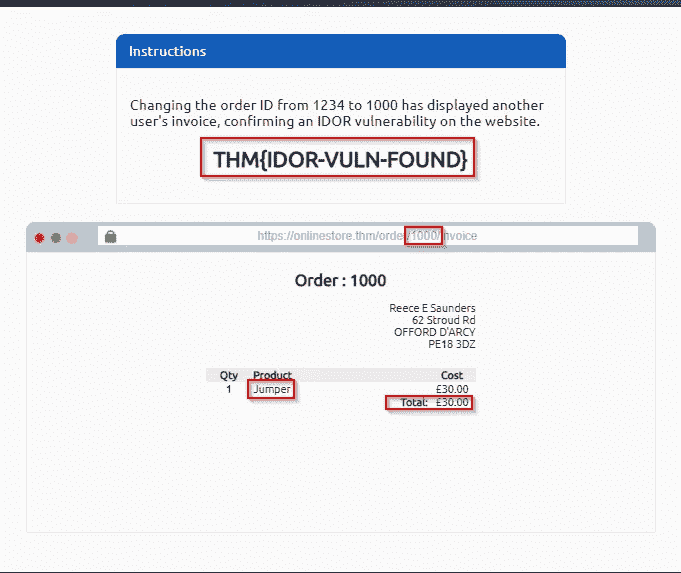 Instructions
Changing the order ID from 1234 to 1000 has displayed another
user's invoice, confirming an IDOR vulnerability on the website.
THM{IDOR-VULN-FOUND}
https://onlinestore.thm/order/1000/invoice
Order : 1000
Reece E Saunders
62 Stroud Rd
OFFORD D'ARCY
PE18 3DZ
Qty Product Cost
1 Jumper £30.00
Total: £30.00